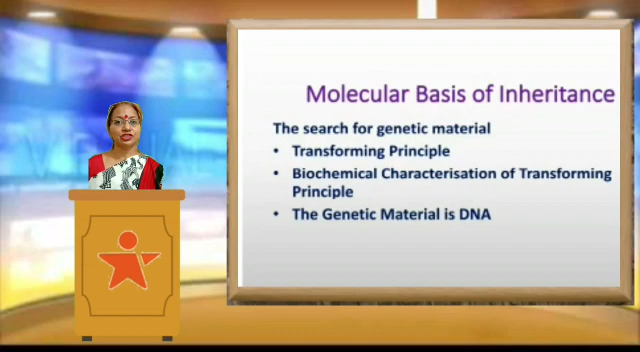 Molecular Basis of Inheritance
The search for genetic material
• Transforming Principle
• Biochemical Characterisation of Transforming
Principle
• The Genetic Material is DNA